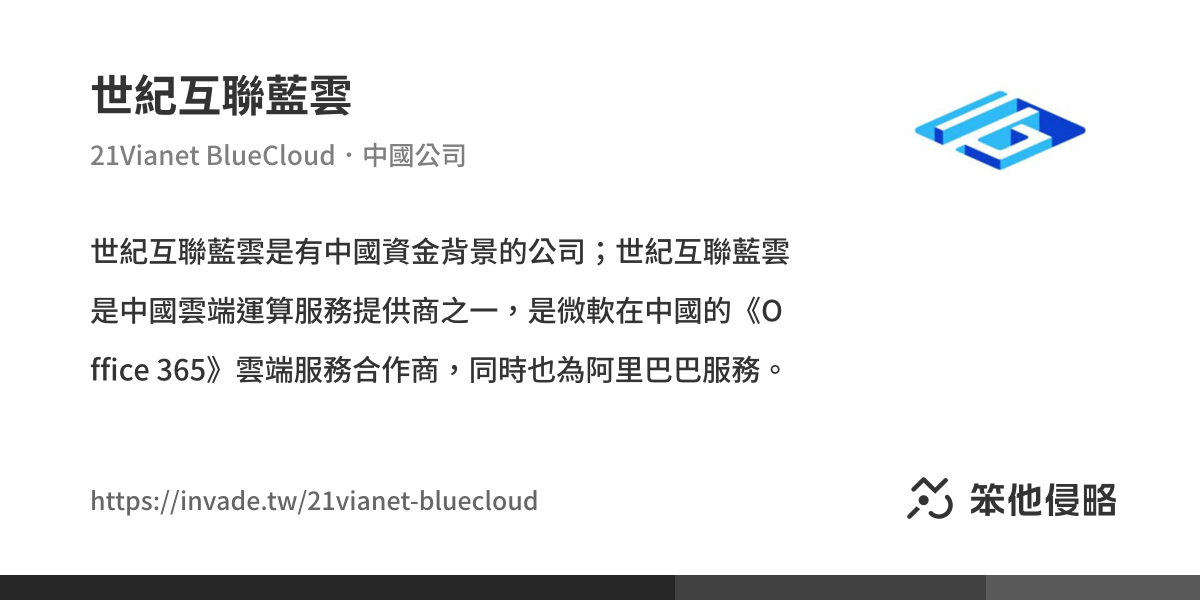 世紀互聯藍雲
21Vianet BlueCloud・中國公司
世紀互聯藍雲是有中國資金背景的公司；世紀互聯藍雲
是中國雲端運算服務提供商之一，是微軟在中國的《O
ffice 365》雲端服務合作商，同時也為阿里巴巴服務。
https://invade.tw/21vianet-bluecloud
笨他侵略